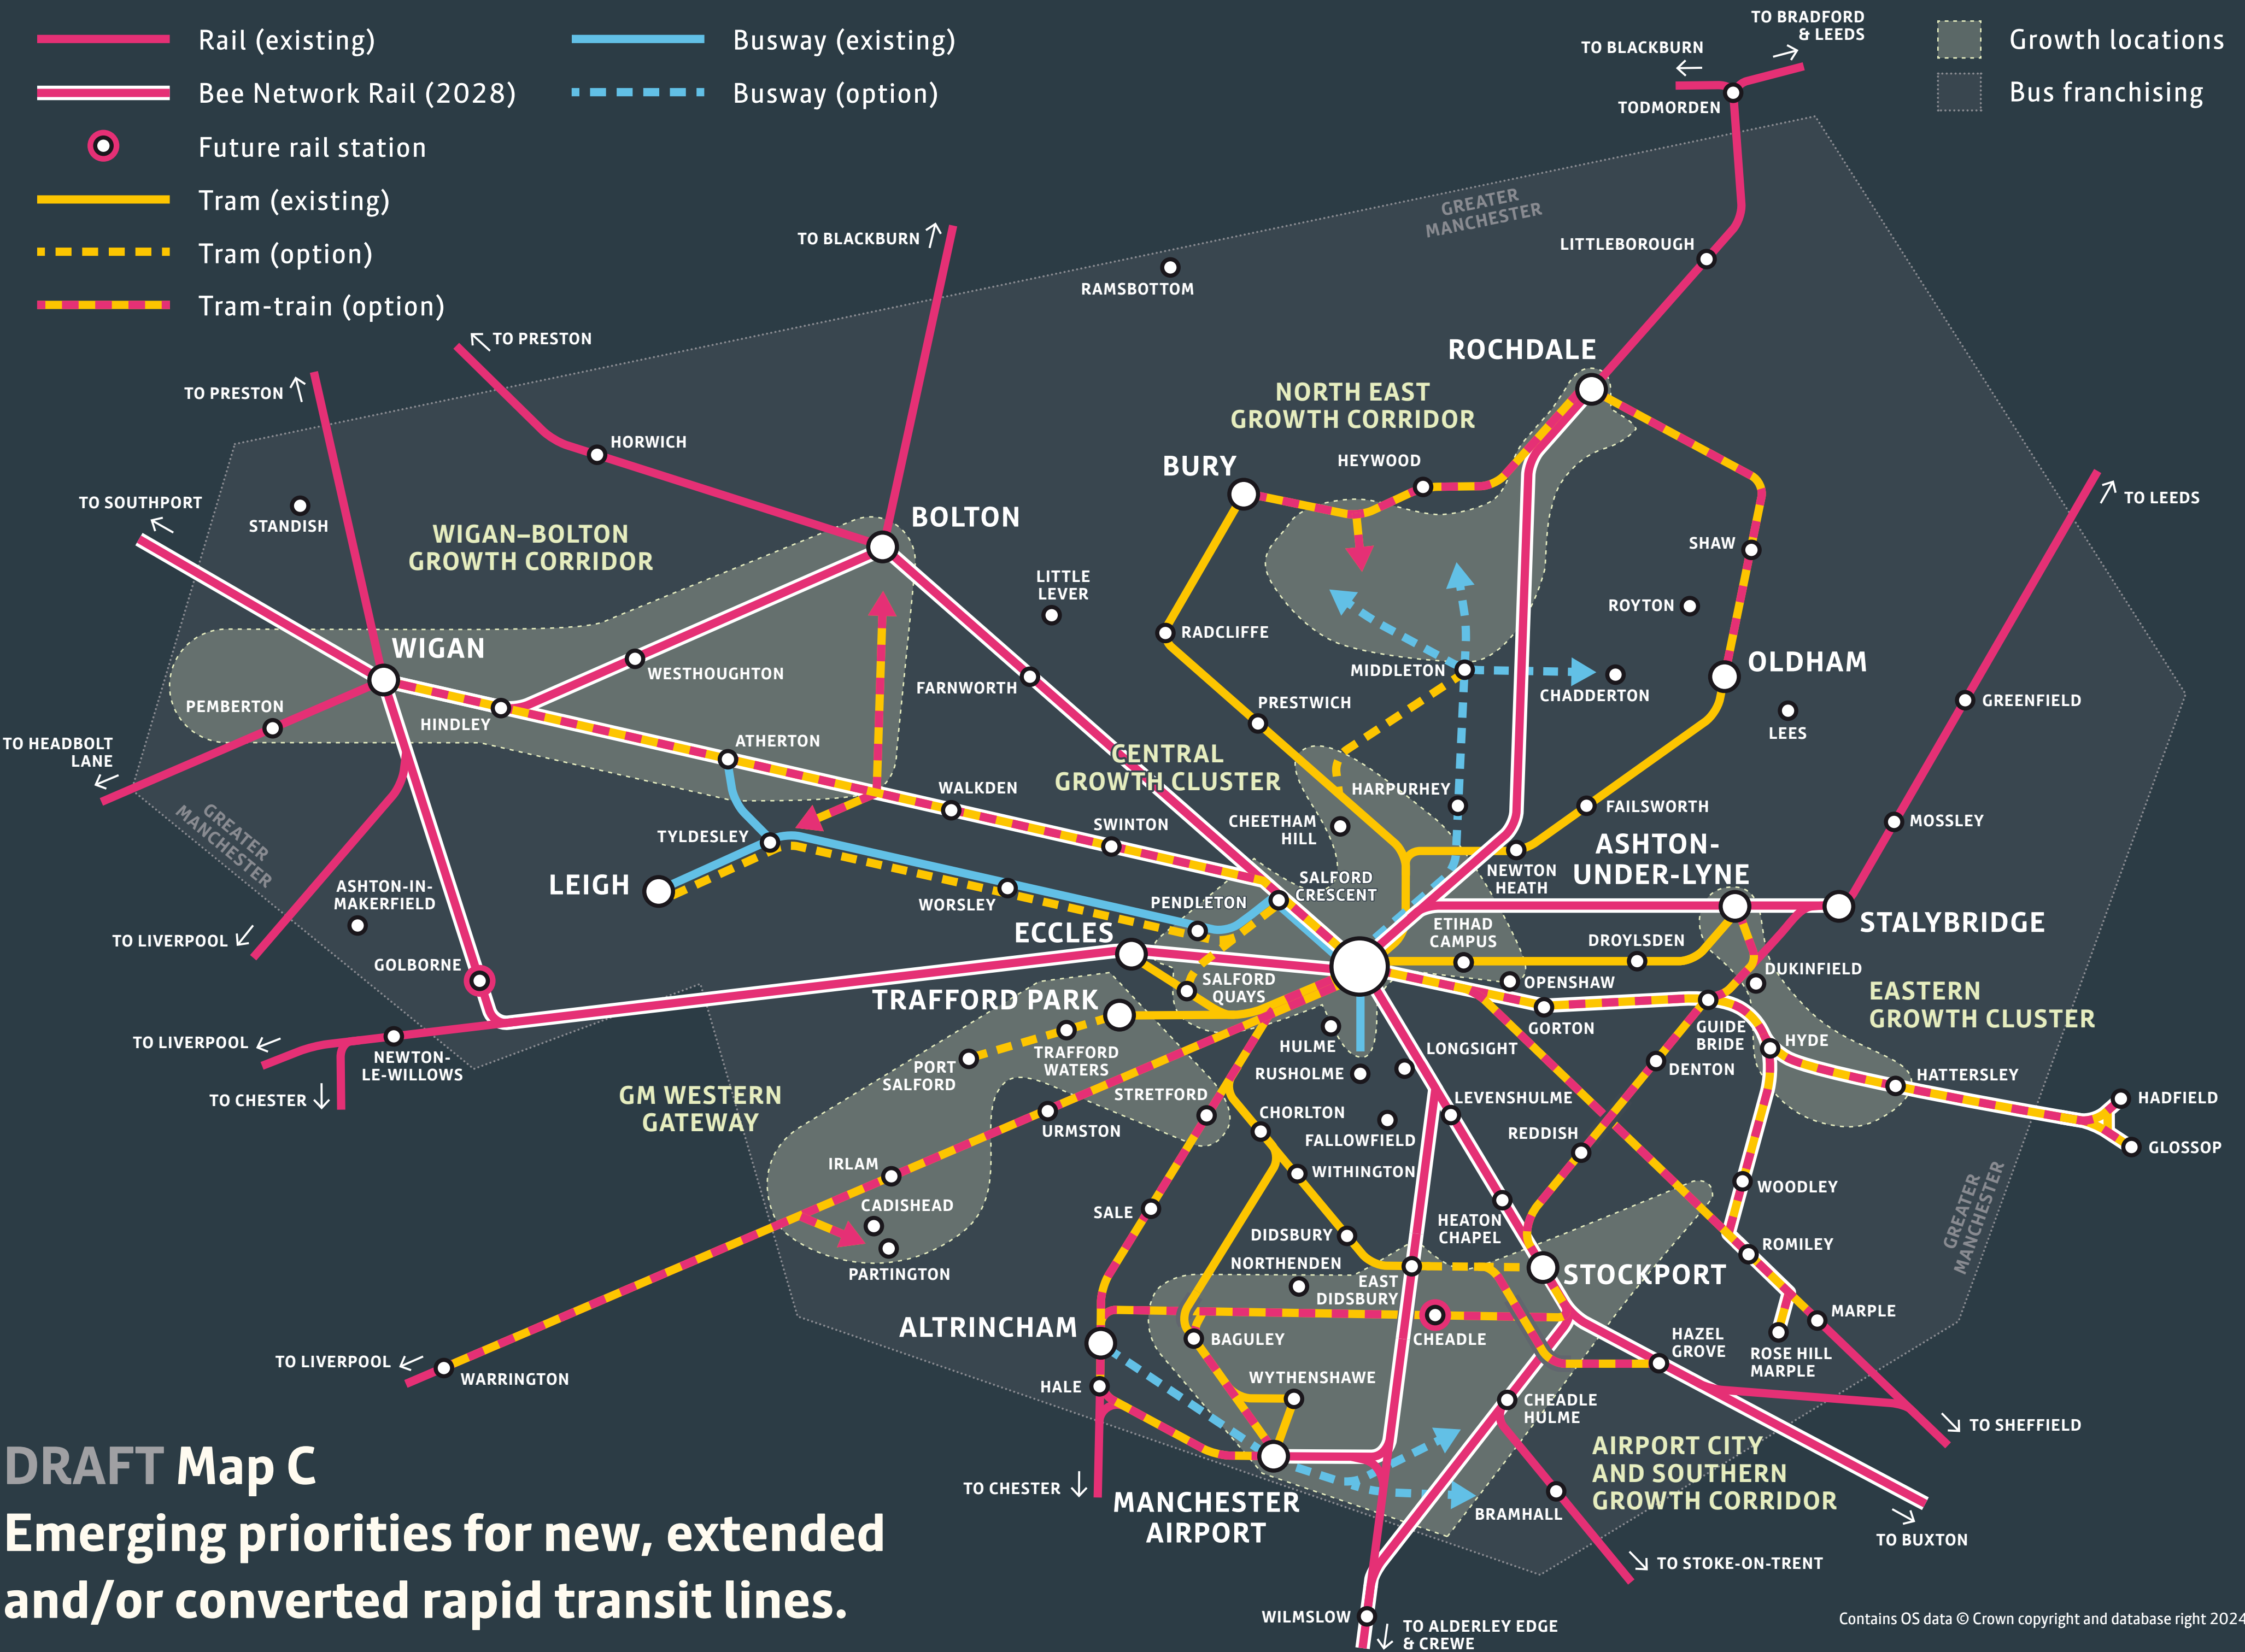 Rail (existing)
Bee Network Rail (2028)
Future rail station
Tram (existing)
Tram (option)
Tram-train (option)
Busway (existing)
Busway (option)
Growth locations
Bus franchising
TO BRADFORD
& LEEDS
TO BLACKBURN
TODMORDEN
GREATER
MANCHESTER
LITTLEBOROUGH
TO BLACKBURN
RAMSBOTTOM
TO PRESTON
TO PRESTON
ROCHDALE
NORTH EAST
GROWTH CORRIDOR
HORWICH
BURY
HEYWOOD
TO SOUTHPORT
STANDISH
WIGAN–BOLTON
GROWTH CORRIDOR
BOLTON
TO LEEDS
SHAW
LITTLE
LEVER
ROYTON
RADCLIFFE
WIGAN
WESTHOUGHTON
FARNWORTH
MIDDLETON
CHADDERTON
OLDHAM
PEMBERTON
HINDLEY
PRESTWICH
LEES
GREENFIELD
TO HEADBOLT
LANE
ATHERTON
CENTRAL
GROWTH CLUSTER
WALKDEN
HARPURHEY
FAILSWORTH
GREATER
MANCHESTER
TYLDESLEY
SWINTON
CHEETHAM
HILL
MOSSLEY
ASHTON-
UNDER-LYNE
NEWTON
HEATH
LEIGH
ASHTON-IN-
MAKERFIELD
WORSLEY
PENDLETON
SALFORD
CRESCENT
STALYBRIDGE
TO LIVERPOOL
ECCLES
ETIHAD
CAMPUS
DROYLSDEN
GOLBORNE
DUKINFIELD
SALFORD
QUAYS
OPENSHAW
TRAFFORD PARK
EASTERN
GROWTH CLUSTER
GORTON
GUIDE
BRIDE
HYDE
TO LIVERPOOL
NEWTON-
LE-WILLOWS
TRAFFORD
WATERS
PORT
SALFORD
HULME
LONGSIGHT
RUSHOLME
DENTON
HATTERSLEY
TO CHESTER
GM WESTERN
GATEWAY
STRETFORD
LEVENSHULME
HADFIELD
URMSTON
CHORLTON
FALLOWFIELD
REDDISH
GLOSSOP
IRLAM
WITHINGTON
WOODLEY
CADISHEAD
SALE
HEATON
CHAPEL
GREATER
MANCHESTER
DIDSBURY
ROMILEY
PARTINGTON
NORTHENDEN
EAST
DIDSBURY
STOCKPORT
ALTRINCHAM
BAGULEY
CHEADLE
MARPLE
HAZEL
GROVE
ROSE HILL
MARPLE
TO LIVERPOOL
WARRINGTON
HALE
WYTHENSHAWE
CHEADLE
HULME
TO SHEFFIELD
AIRPORT CITY
AND SOUTHERN
GROWTH CORRIDOR
TO CHESTER
MANCHESTER
AIRPORT
BRAMHALL
TO BUXTON
TO STOKE-ON-TRENT
WILMSLOW
TO ALDERLEY EDGE
& CREWE
DRAFT Map C
Emerging priorities for new, extended
and/or converted rapid transit lines.
Contains OS data © Crown copyright and database right 2024